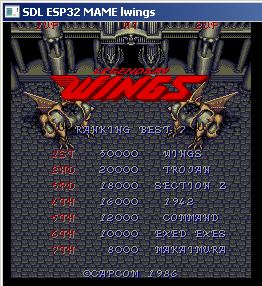 SDL ESP32 MAME lwings
1UP 2UP
LEGENDARY
WINGS
RANKING BEST 7
1ST 30000 WINGS
2ND 20000 TROJAN
3RD 18000 SECTION Z
4TH 16000 1942
5TH 12000 COMMAND
6TH 10000 EXED EXES
7TH 8000 MAKAIMURA
©CAPCOM 1986